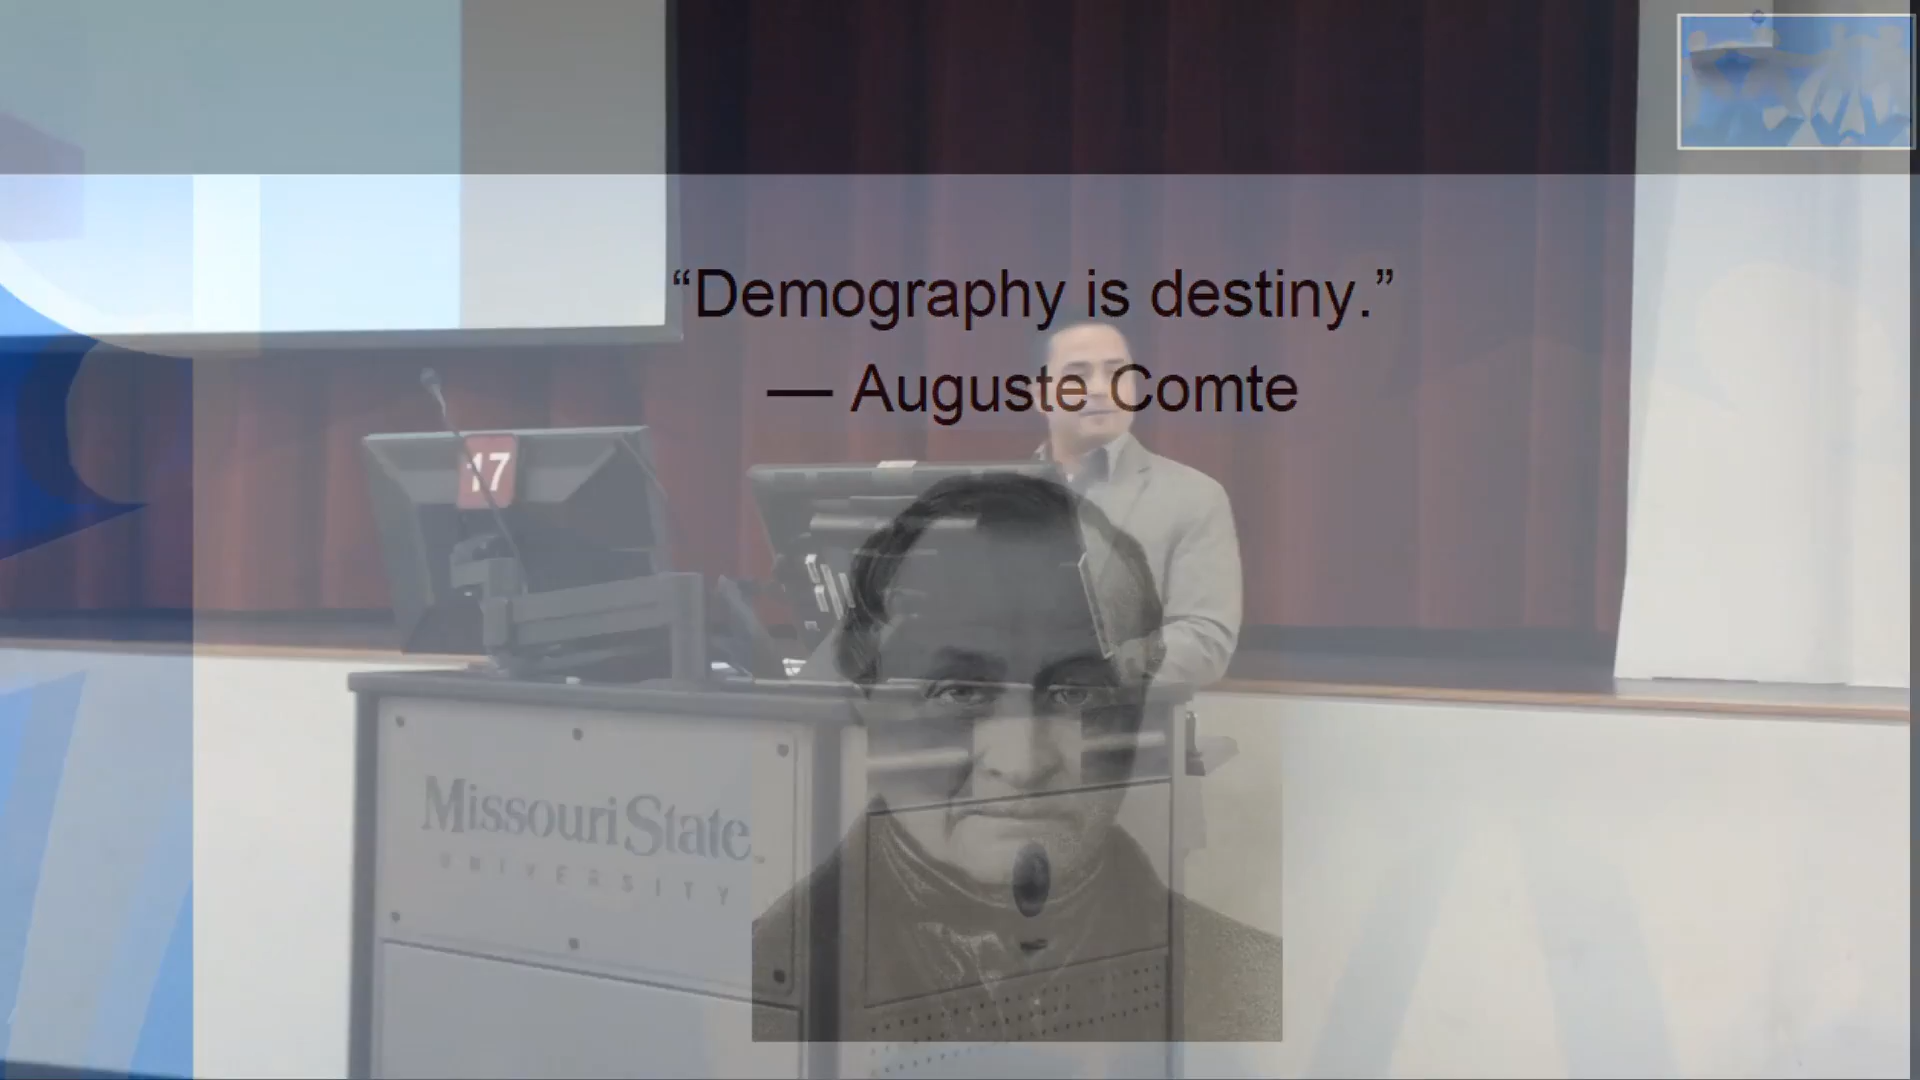 “Demography is destiny.”
— Auguste Comte
17
Missouri State
UNIVERSITY